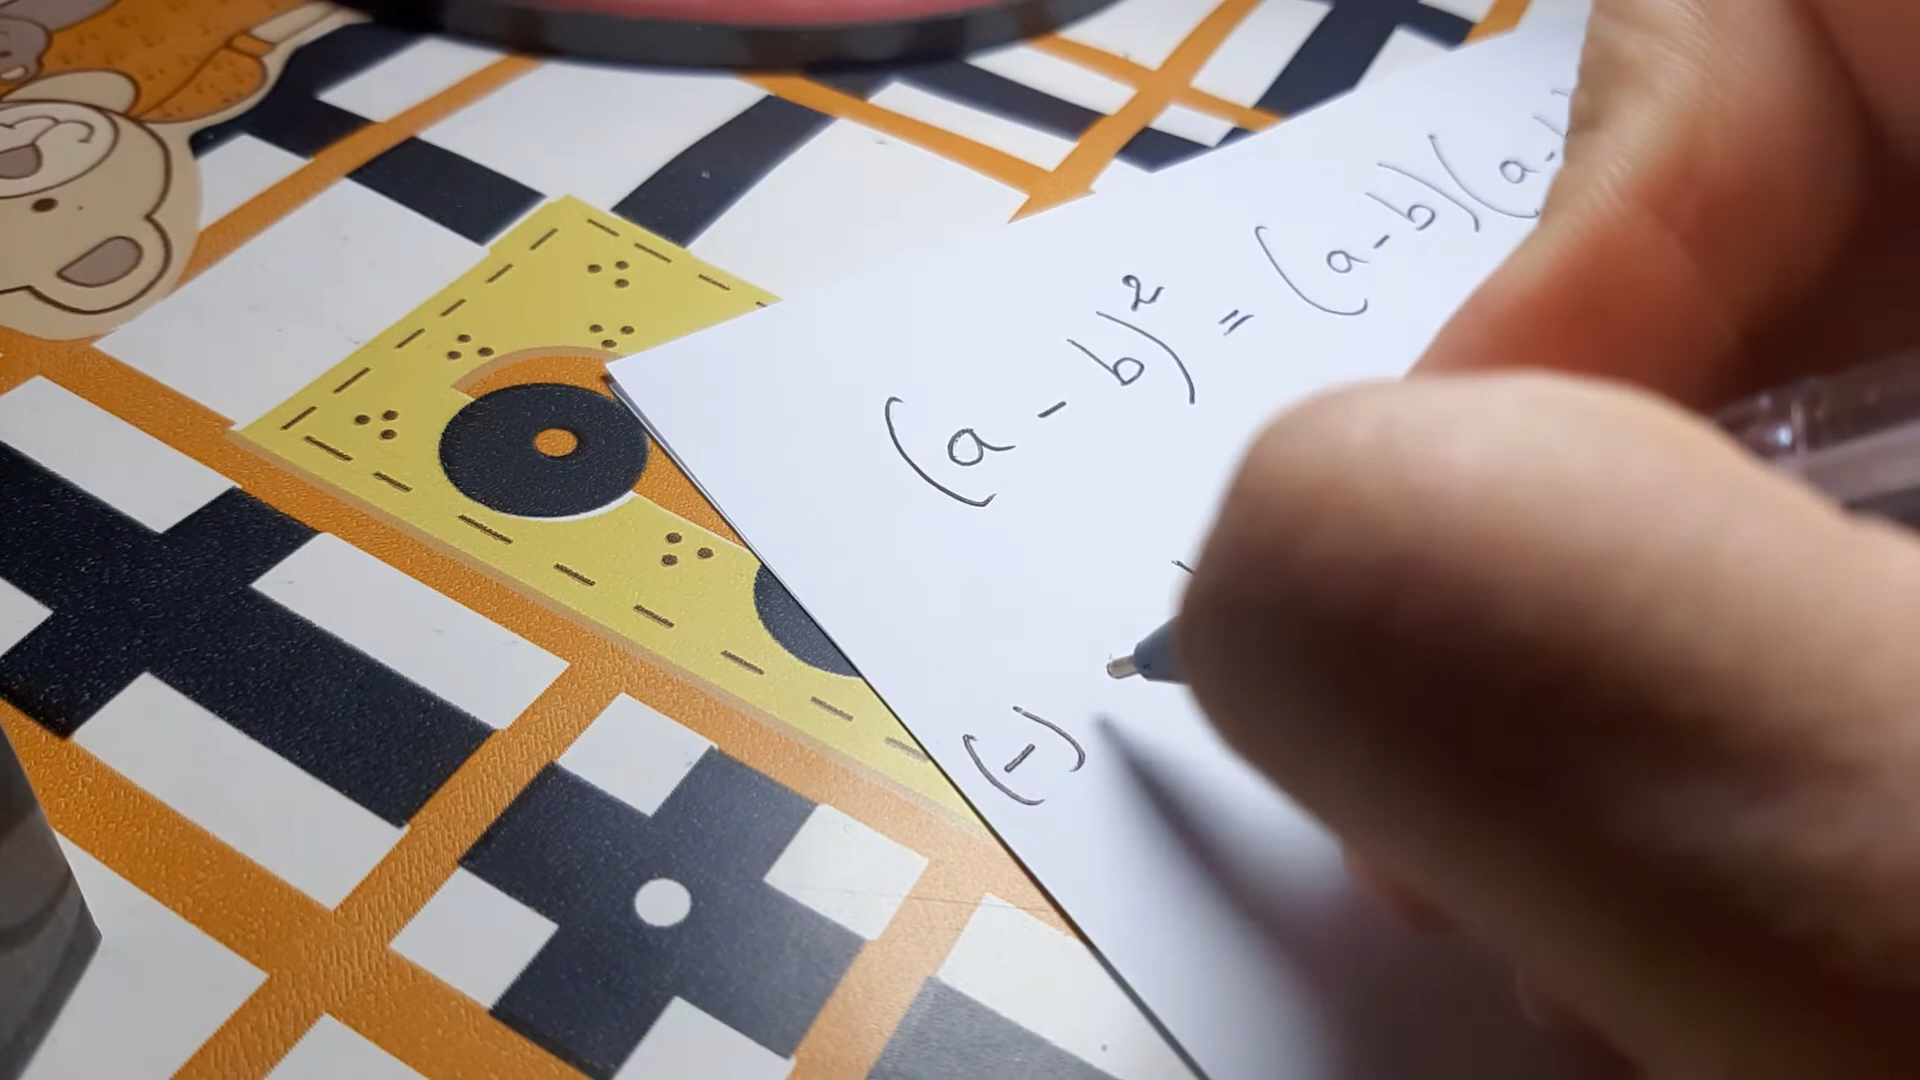 (a - b)² = (a - b)(a -
(-)